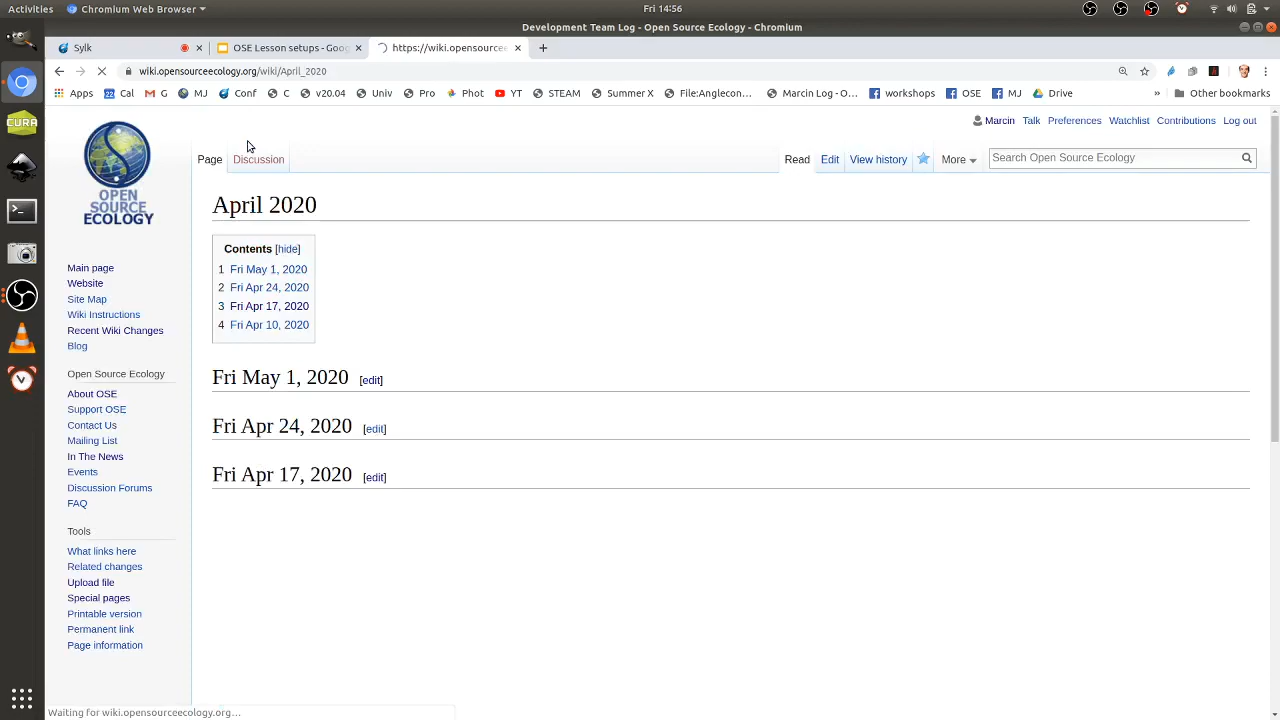 Activities Chromium Web Browser Fri 14:56
Development Team Log - Open Source Ecology - Chromium
Sylk OSE Lesson setups - Goog https://wiki.opensourcee
wiki.opensourceecology.org/wiki/April_2020
Apps Cal G MJ Conf C v20.04 Univ Pro Phot YT STEAM Summer X File:Anglecon... Marcin Log - O... workshops OSE MJ Drive » Other bookmarks
Marcin Talk Preferences Watchlist Contributions Log out
Page Discussion Read Edit View history More Search Open Source Ecology
OPEN
SOURCE
ECOLOGY
CURA
Main page
Website
Site Map
Wiki Instructions
Recent Wiki Changes
Blog
Open Source Ecology
About OSE
Support OSE
Contact Us
Mailing List
In The News
Events
Discussion Forums
FAQ
Tools
What links here
Related changes
Upload file
Special pages
Printable version
Permanent link
Page information
April 2020
Contents [hide]
1 Fri May 1, 2020
2 Fri Apr 24, 2020
3 Fri Apr 17, 2020
4 Fri Apr 10, 2020
Fri May 1, 2020 [edit]
Fri Apr 24, 2020 [edit]
Fri Apr 17, 2020 [edit]
Waiting for wiki.opensourceecology.org...